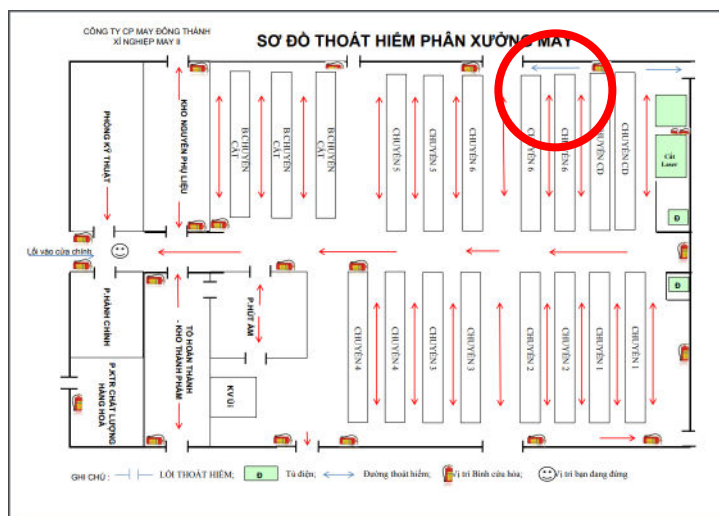 CÔNG TY CP MAY ĐÔNG THÀNH
XÍ NGHIỆP MAY II
SƠ ĐỒ THOÁT HIỂM PHÂN XƯỞNG MAY
PHÒNG KỸ THUẬT
KHO NGUYÊN PHỤ LIỆU
B.CHUYỀN CẮT
B.CHUYỀN CẮT
B.CHUYỀN CẮT
CHUYỀN 5
CHUYỀN 5
CHUYỀN 6
CHUYỀN 6
CHUYỀN 6
CHUYỀN CD
CHUYỀN CD
Cắt
Laser
Đ
Lối vào cửa chính
Đ
P.HÀNH CHÍNH
P.KTR CHẤT LƯỢNG
HÀNG HOÁ
TỔ HOÀN THÀNH
- KHO THÀNH PHẨM
P.HÚT ẨM
KV ỦI
CHUYỀN 4
CHUYỀN 4
CHUYỀN 3
CHUYỀN 3
CHUYỀN 2
CHUYỀN 2
CHUYỀN 1
CHUYỀN 1
GHI CHÚ : LỐI THOÁT HIỂM; Đ Tủ điện; Đường thoát hiểm; Vị trí Bình cứu hỏa; Vị trí bạn đang đứng